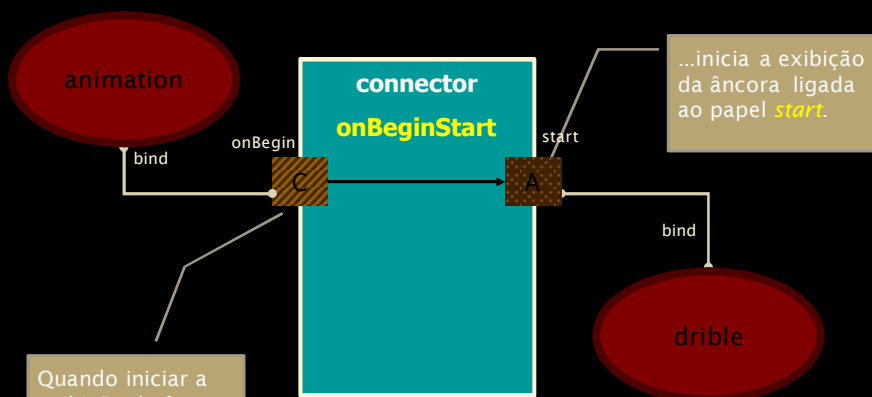 animation
connector
onBeginStart
onBegin
start
bind
C
A
...inicia a exibição
da âncora ligada
ao papel start.
bind
drible
Quando iniciar a